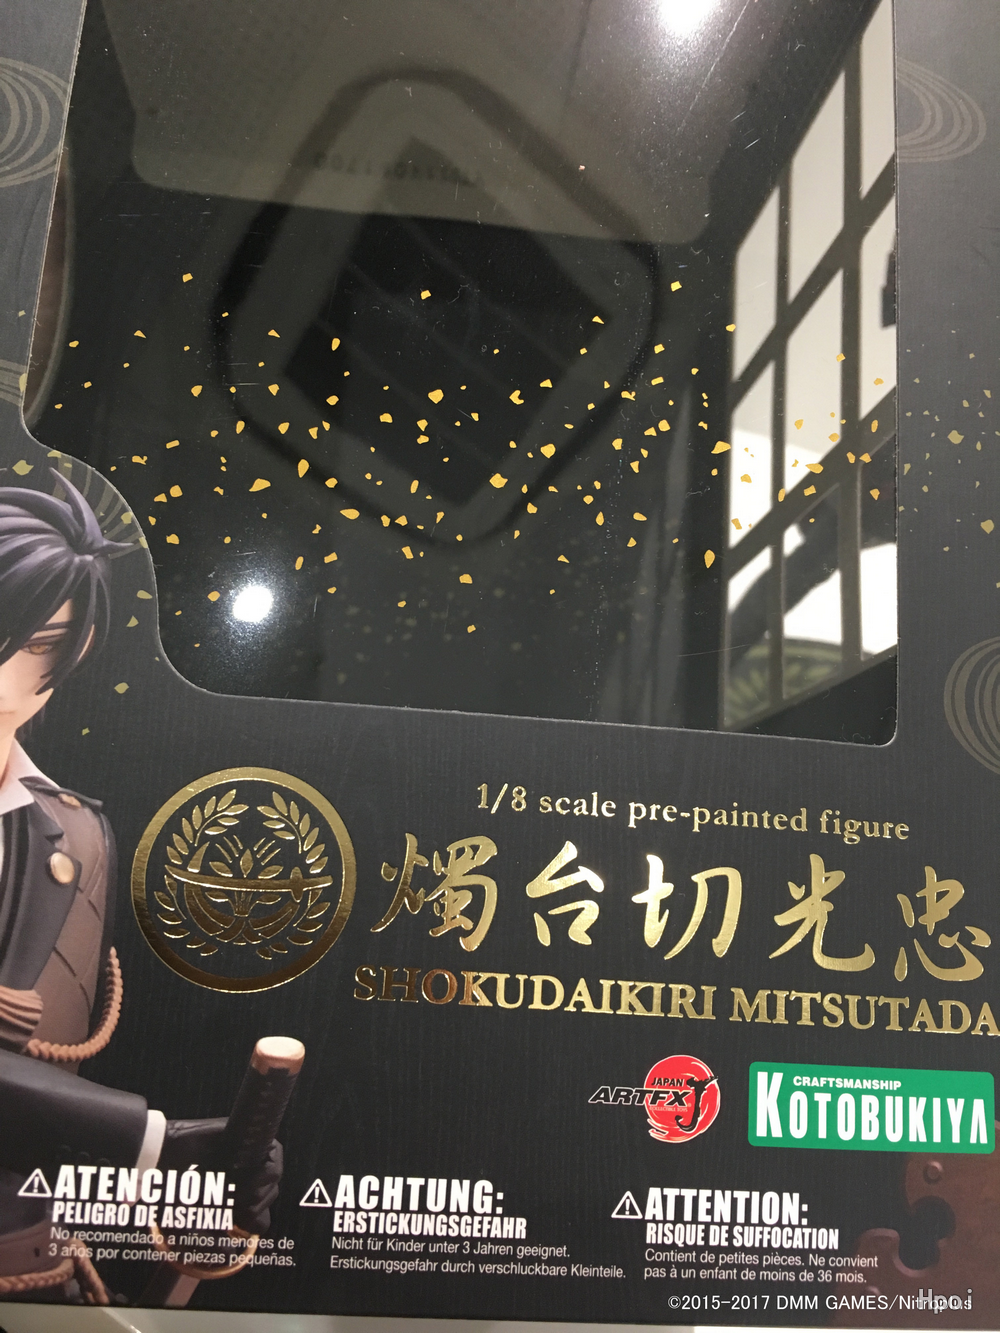 1/8 scale pre-painted figure
燭台切光忠
SHOKUDAIKIRI MITSUTADA
JAPAN
ARTFX J
CRAFTSMANSHIP
KOTOBUKIYA
ATENCIÓN:
PELIGRO DE ASFIXIA
No recomendado a niños menores de
3 años por contener piezas pequeñas.
ACHTUNG:
ERSTICKUNGSGEFAHR
Nicht für Kinder unter 3 Jahren geeignet.
Erstickungsgefahr durch verschluckbare Kleinteile.
ATTENTION:
RISQUE DE SUFFOCATION
Contient de petites pièces. Ne convient
pas à un enfant de moins de 36 mois.
©2015-2017 DMM GAMES/Nitroplus
Hpoi